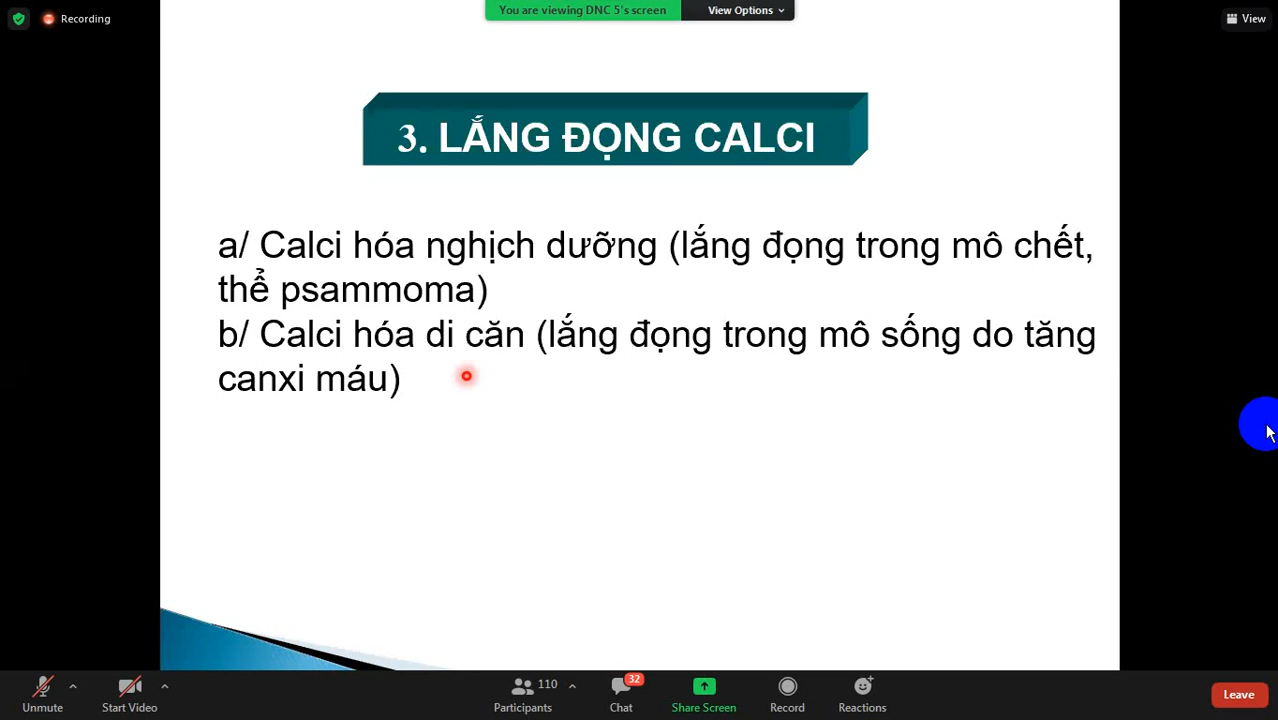 Recording
You are viewing DNC 5's screen
View Options
View
3. LẮNG ĐỌNG CALCI
a/ Calci hóa nghịch dưỡng (lắng đọng trong mô chết,
thể psammoma)
b/ Calci hóa di căn (lắng đọng trong mô sống do tăng
canxi máu)
Unmute
Start Video
110
Participants
32
Chat
Share Screen
Record
Reactions
Leave